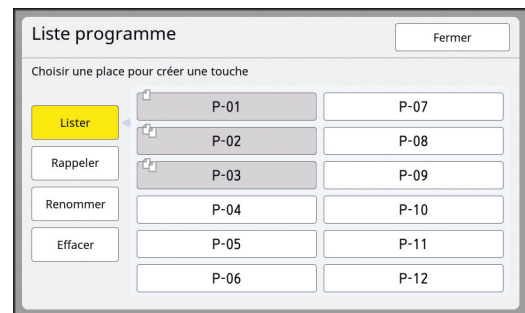 Liste programme
Fermer
Choisir une place pour créer une touche
Lister
Rappeler
Renommer
Effacer
P-01
P-02
P-03
P-04
P-05
P-06
P-07
P-08
P-09
P-10
P-11
P-12